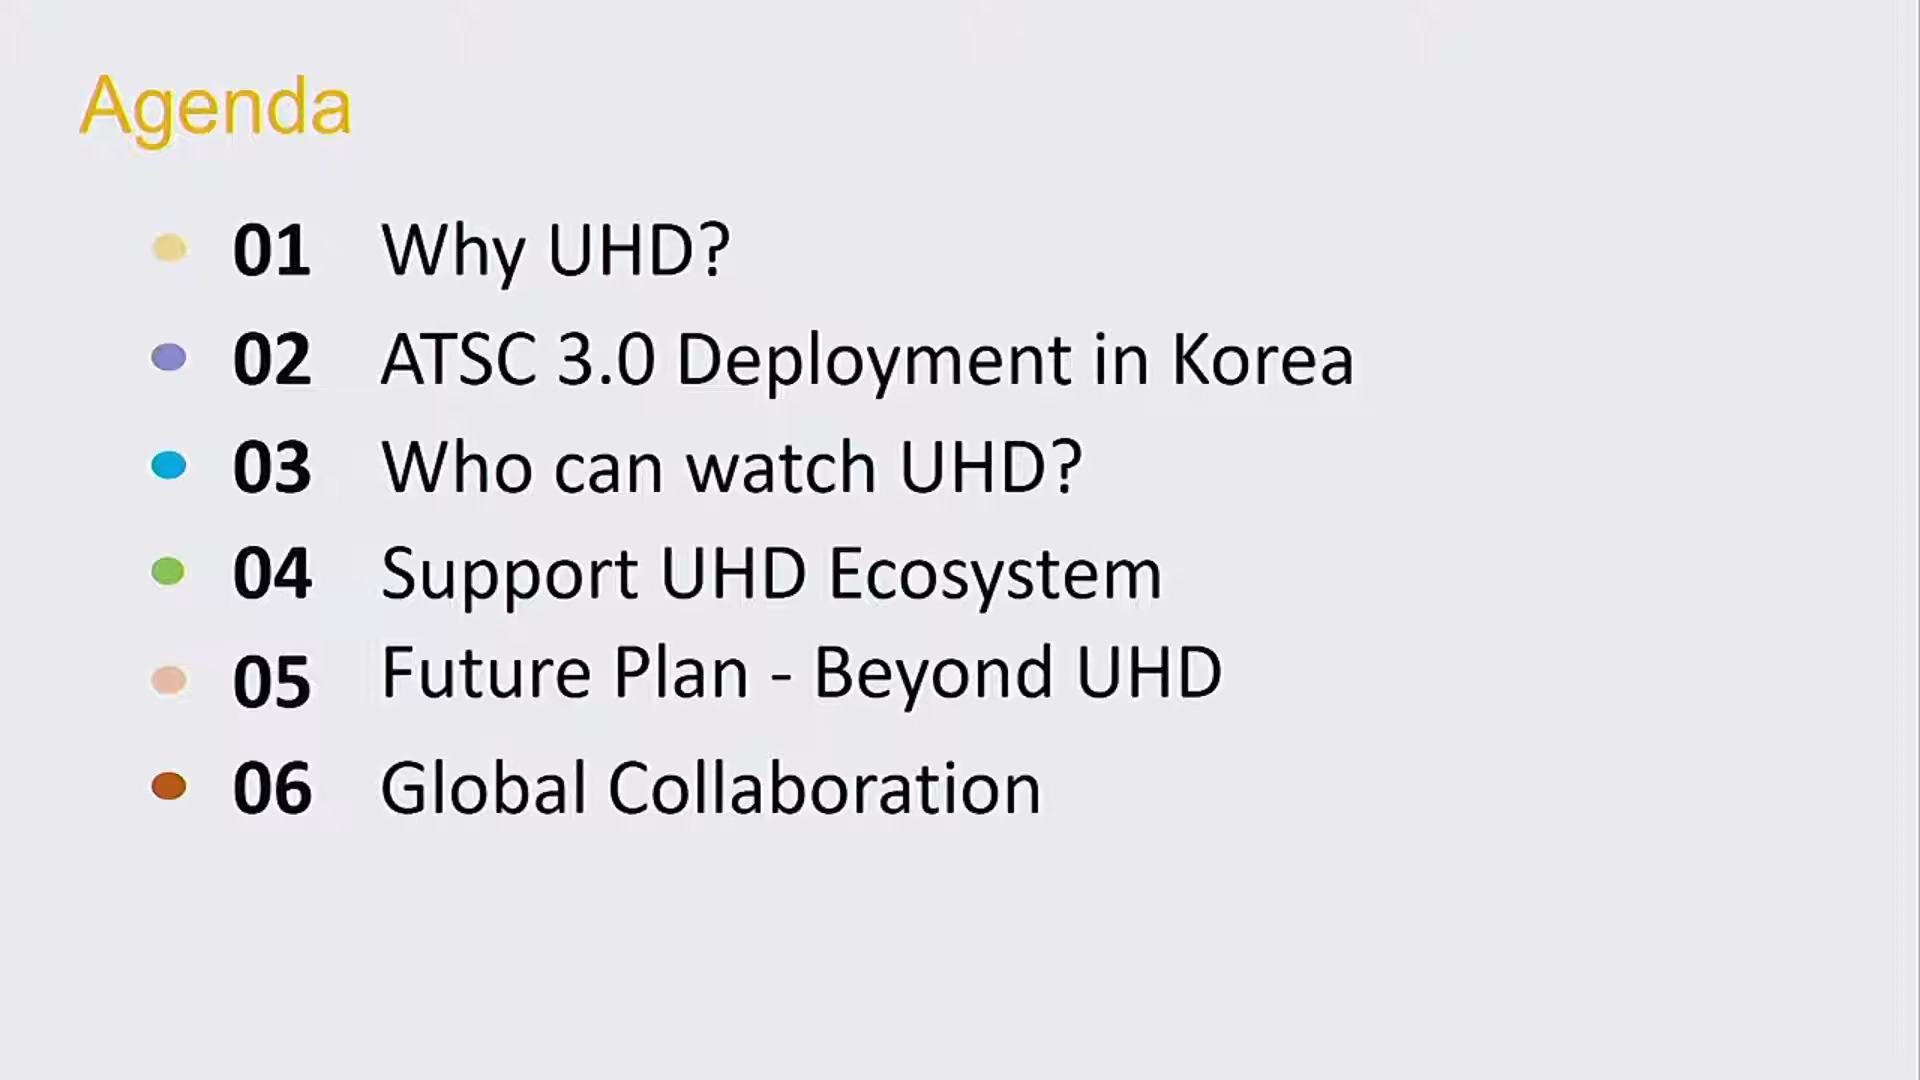 Agenda
01 Why UHD?
02 ATSC 3.0 Deployment in Korea
03 Who can watch UHD?
04 Support UHD Ecosystem
05 Future Plan - Beyond UHD
06 Global Collaboration